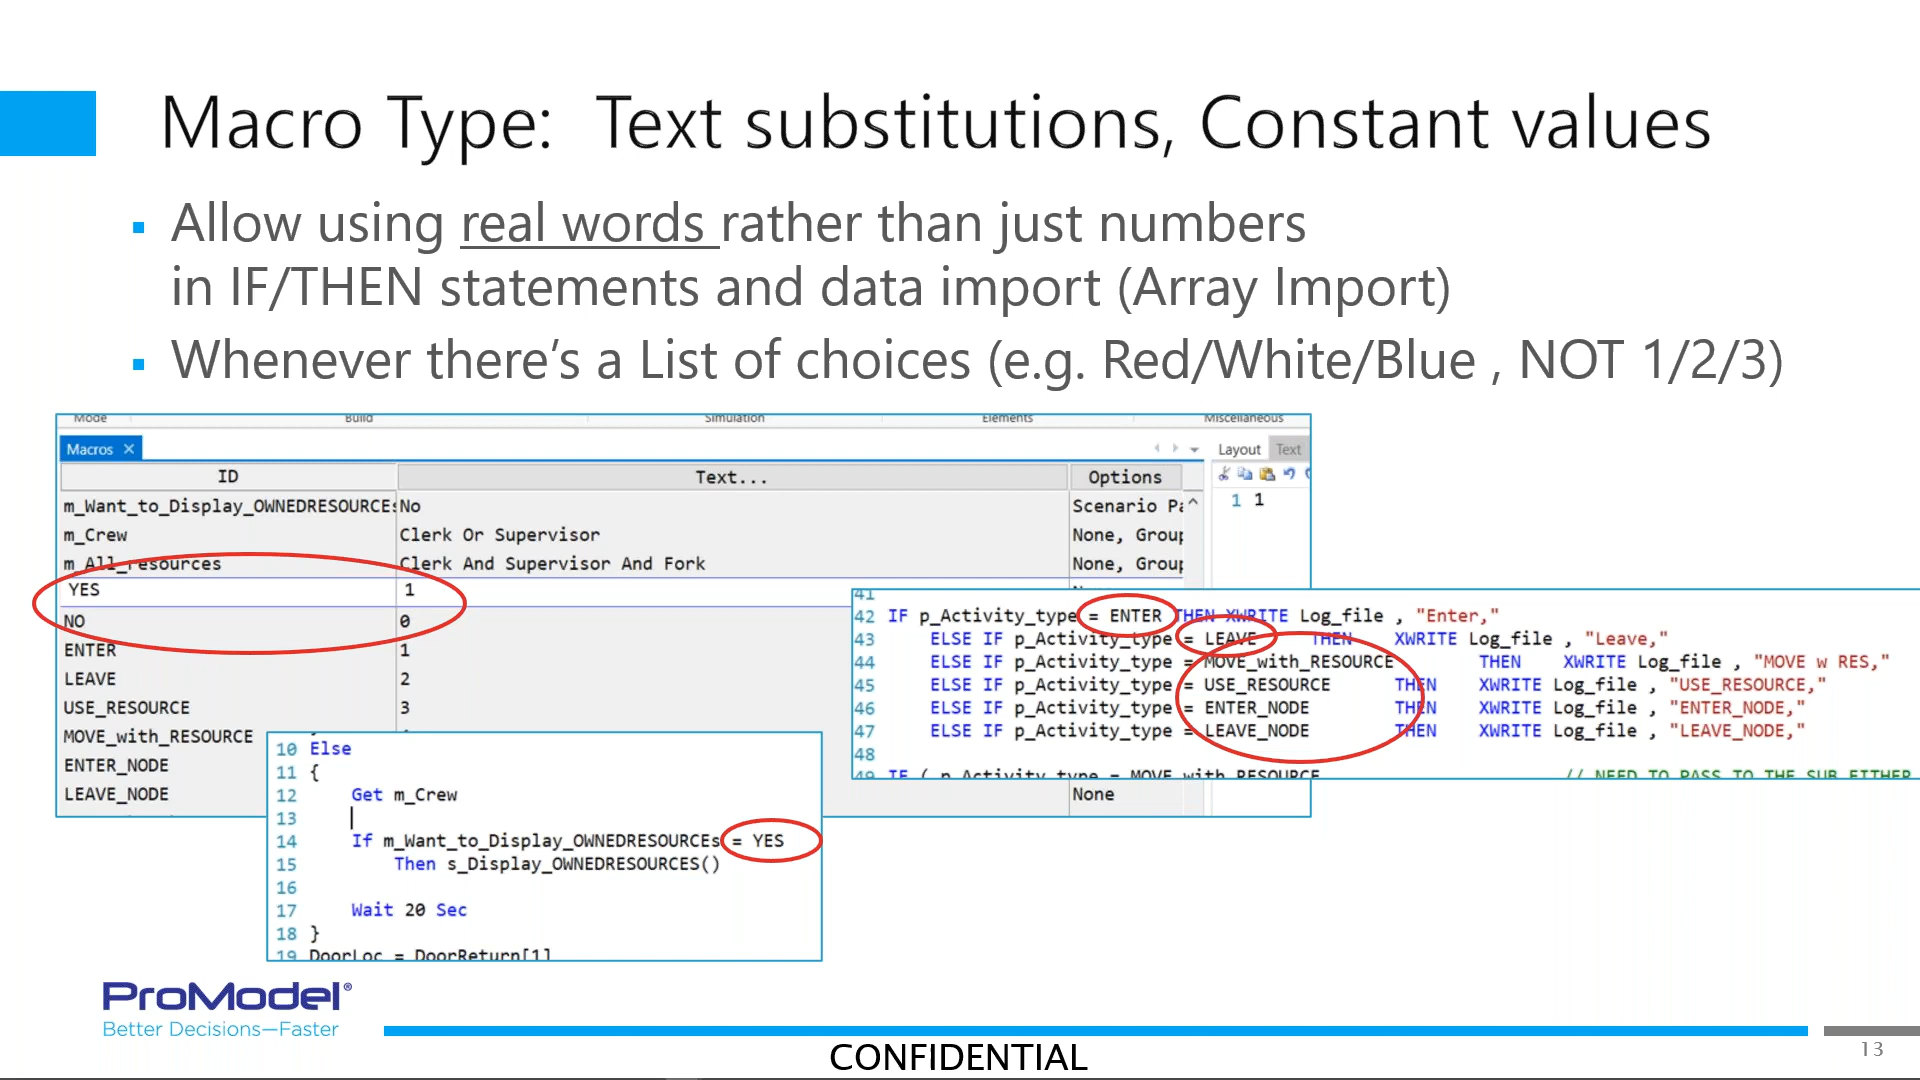 Macro Type:  Text substitutions, Constant values
▪ Allow using real words rather than just numbers
in IF/THEN statements and data import (Array Import)
▪ Whenever there’s a List of choices (e.g. Red/White/Blue , NOT 1/2/3)
Mode Build Simulation Elements Miscellaneous
Macros Layout Text
ID Text... Options
m_Want_to_Display_OWNEDRESOURCEs No Scenario Pa
m_Crew Clerk Or Supervisor None, Group
m_All_resources Clerk And Supervisor And Fork None, Group
YES 1
NO 0
ENTER 1
LEAVE 2
USE_RESOURCE 3
MOVE_with_RESOURCE
ENTER_NODE
LEAVE_NODE None
1 1
41
42 IF p_Activity_type = ENTER THEN XWRITE Log_file , "Enter,"
43 ELSE IF p_Activity_type = LEAVE THEN XWRITE Log_file , "Leave,"
44 ELSE IF p_Activity_type = MOVE_with_RESOURCE THEN XWRITE Log_file , "MOVE w RES,"
45 ELSE IF p_Activity_type = USE_RESOURCE THEN XWRITE Log_file , "USE_RESOURCE,"
46 ELSE IF p_Activity_type = ENTER_NODE THEN XWRITE Log_file , "ENTER_NODE,"
47 ELSE IF p_Activity_type = LEAVE_NODE THEN XWRITE Log_file , "LEAVE_NODE,"
48
49 IF ( p_Activity_type = MOVE_with_RESOURCE // NEED TO PASS TO THE SUB EITHER
10 Else
11 {
12 Get m_Crew
13
14 If m_Want_to_Display_OWNEDRESOURCEs = YES
15 Then s_Display_OWNEDRESOURCES()
16
17 Wait 20 Sec
18 }
19 DoorLoc = DoorReturn[1]
ProModel®
Better Decisions—Faster
CONFIDENTIAL
13